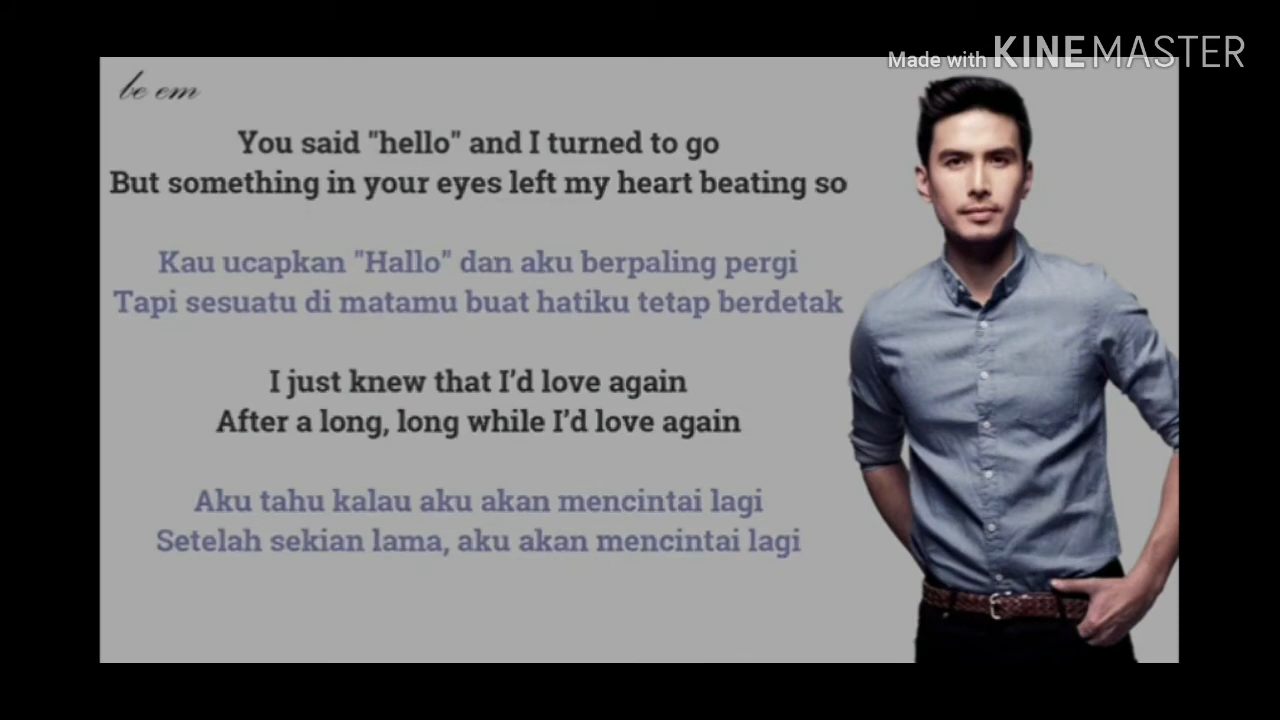 Made with KINEMASTER
be em
You said "hello" and I turned to go
But something in your eyes left my heart beating so
Kau ucapkan "Hallo" dan aku berpaling pergi
Tapi sesuatu di matamu buat hatiku tetap berdetak
I just knew that I’d love again
After a long, long while I’d love again
Aku tahu kalau aku akan mencintai lagi
Setelah sekian lama, aku akan mencintai lagi